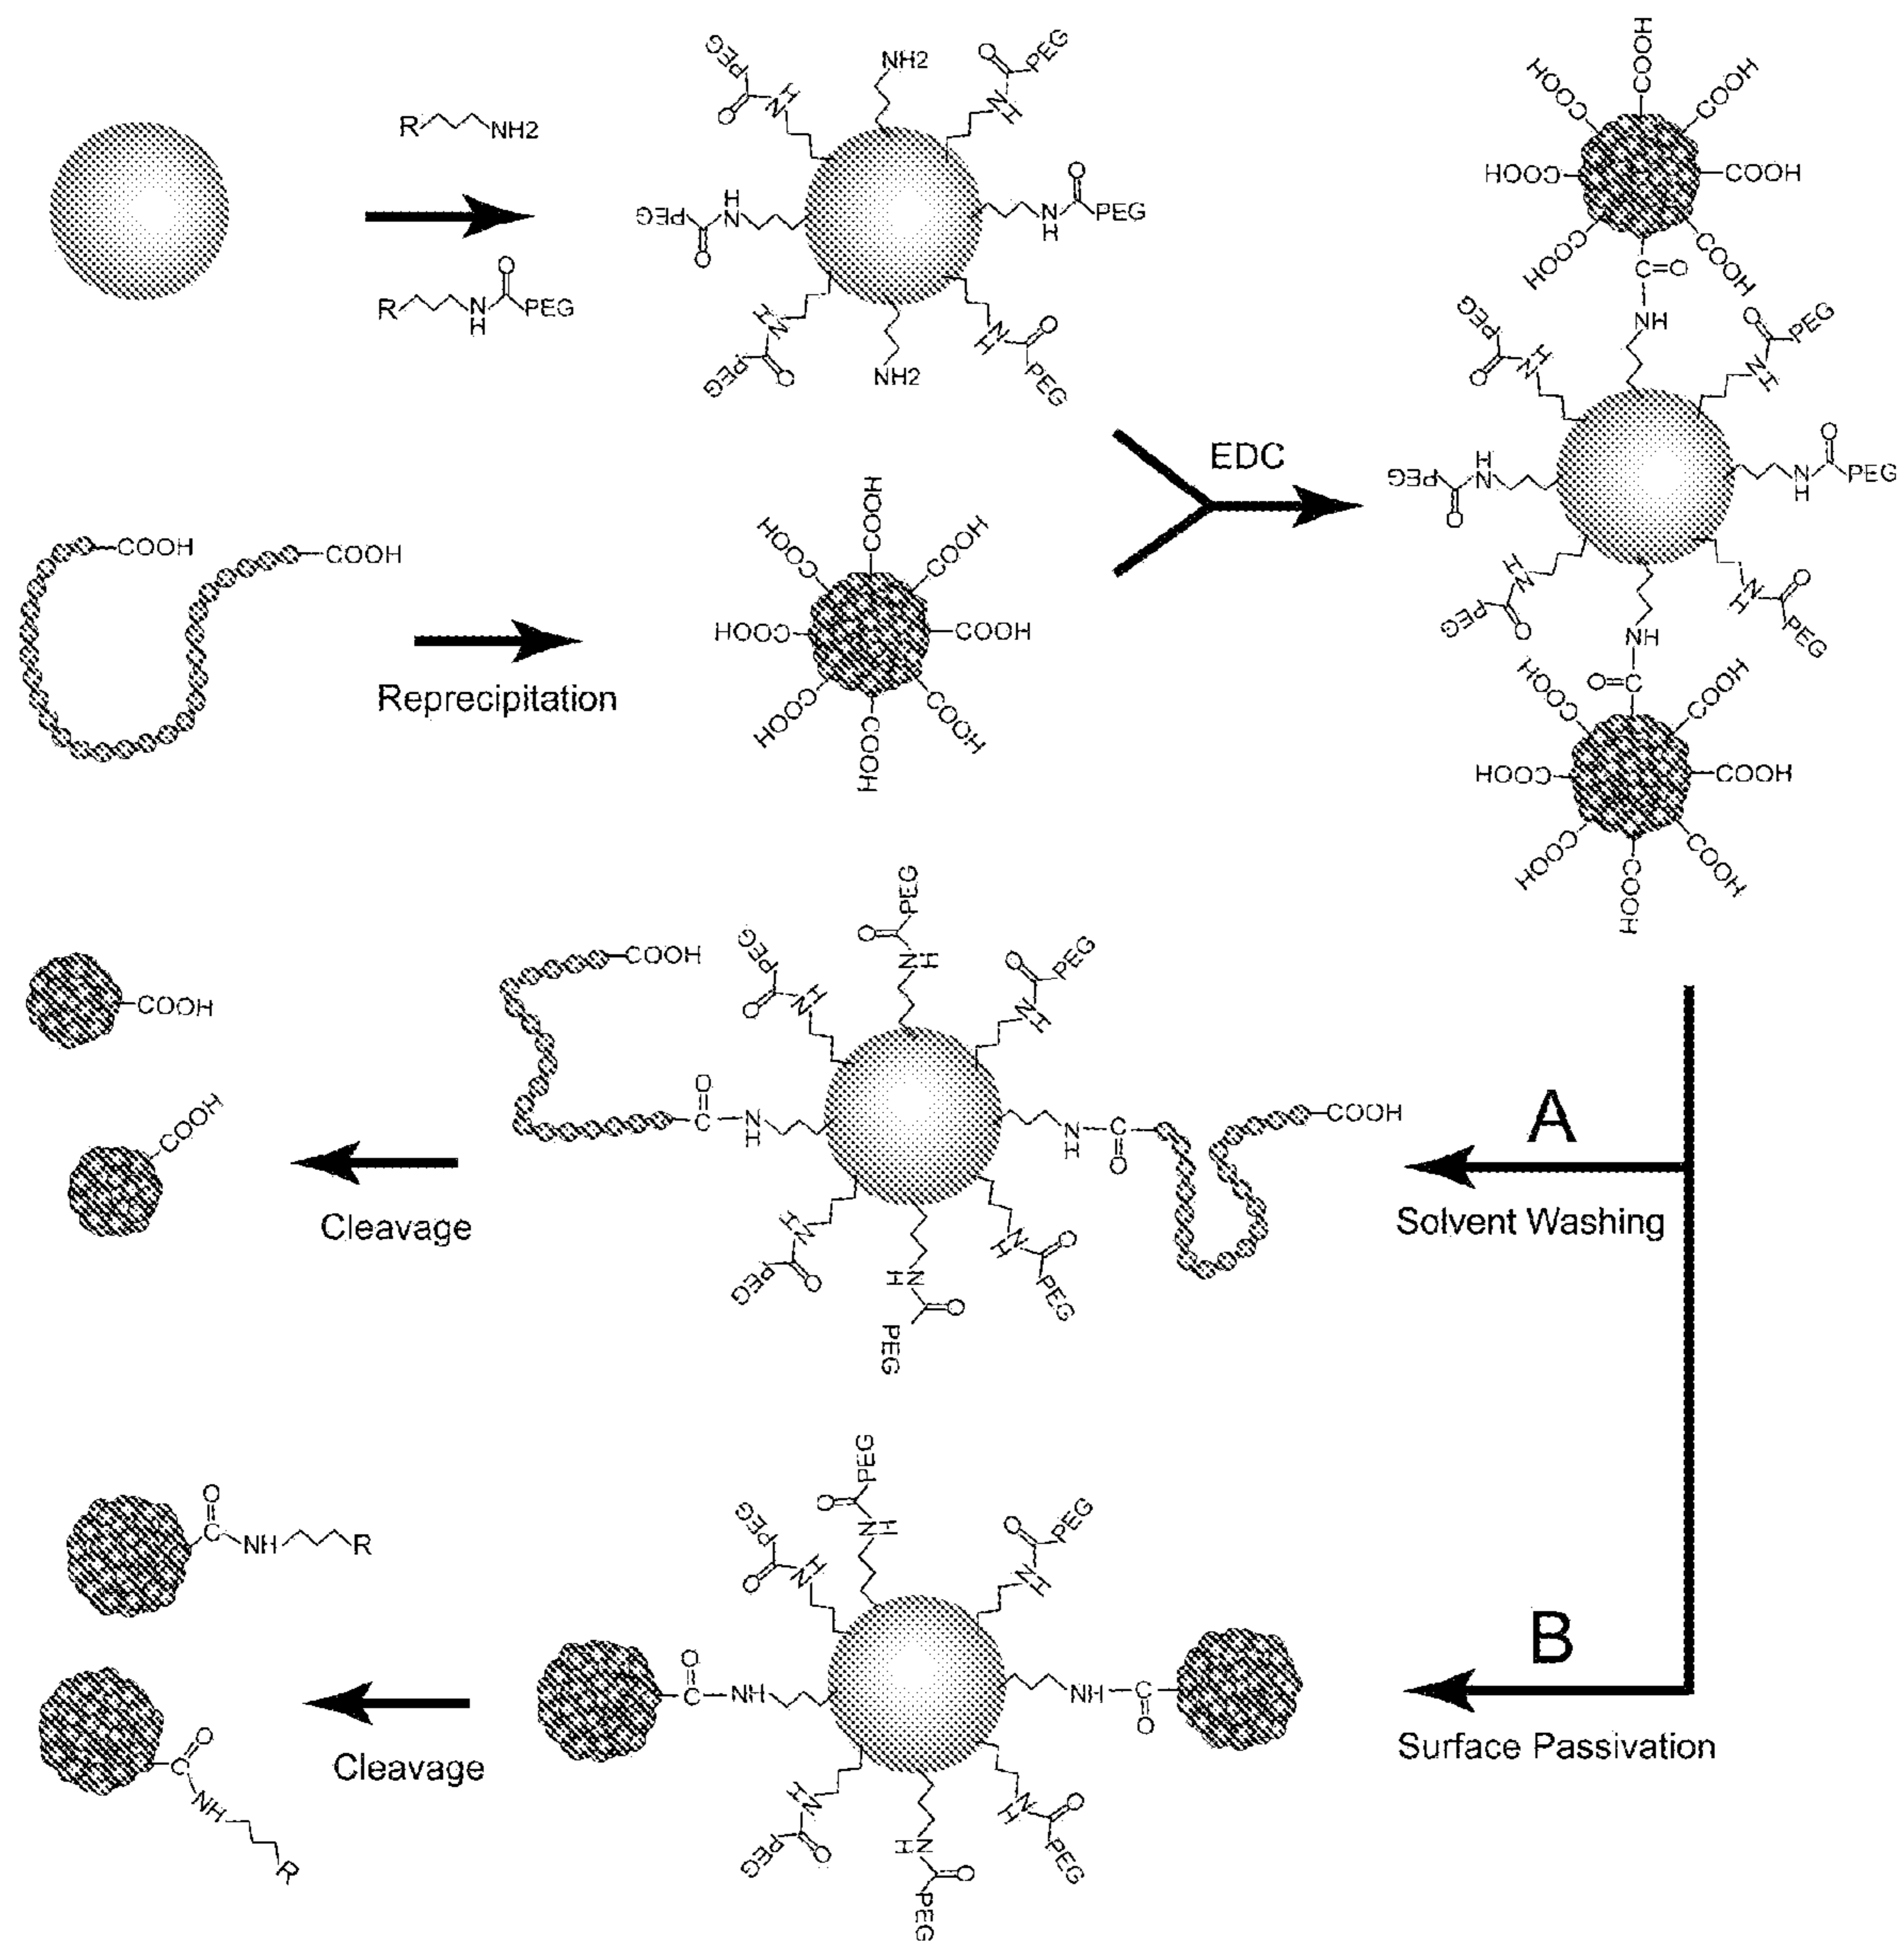 R NH2
R N H O PEG
PEG O N H
NH2
O PEG N H
PEG O H N
N H O PEG
PEG O N H
NH2
N H O PEG
COOH
COOH
Reprecipitation
COOH
COOH
COOH
COOH
COOH
COOH
COOH
COOH
EDC
COOH
COOH
COOH
COOH
COOH
COOH
COOH
C=O
NH
PEG O N H
O PEG N H
PEG O H N
N H O PEG
PEG O N H
N H O PEG
NH
O=C
COOH
COOH
COOH
COOH
COOH
COOH
COOH
A
Solvent Washing
COOH
O C N H
PEG O N H
PEG O N H
O PEG N H
N H C O
COOH
PEG O N H
H N O PEG
N H O PEG
Cleavage
COOH
COOH
B
Surface Passivation
O C NH
PEG O N H
PEG O N H
O PEG N H
NH C O
PEG O N H
H N O PEG
N H O PEG
Cleavage
O C NH R
O C NH R